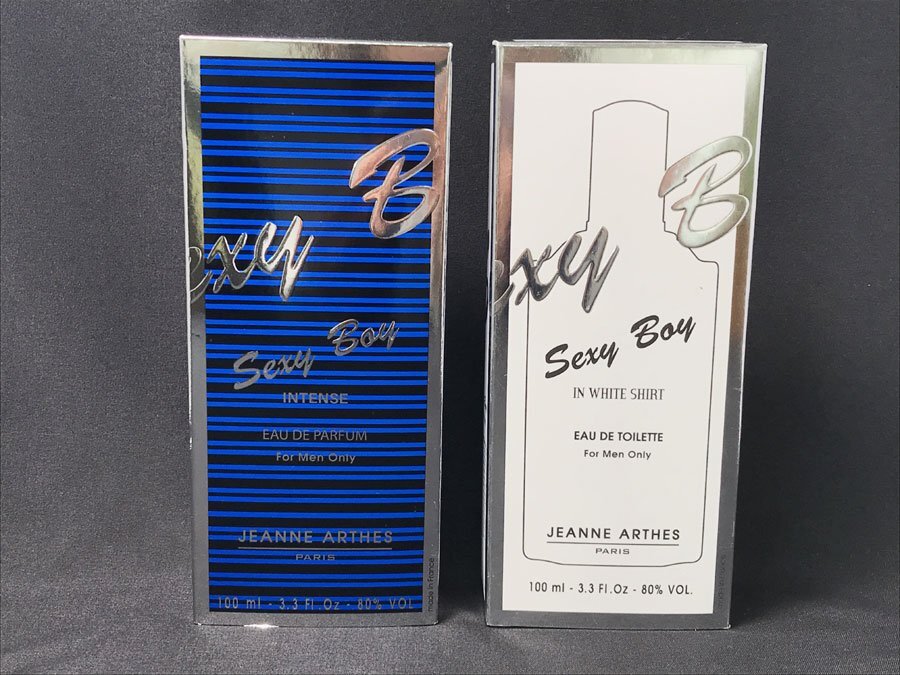 B
exy
Sexy Boy
INTENSE
EAU DE PARFUM
For Men Only
JEANNE ARTHES
PARIS
100 ml - 3.3 Fl.Oz - 80% VOL
Made in France
B
exy
Sexy Boy
IN WHITE SHIRT
EAU DE TOILETTE
For Men Only
JEANNE ARTHES
PARIS
100 ml - 3.3 Fl.Oz - 80% VOL.